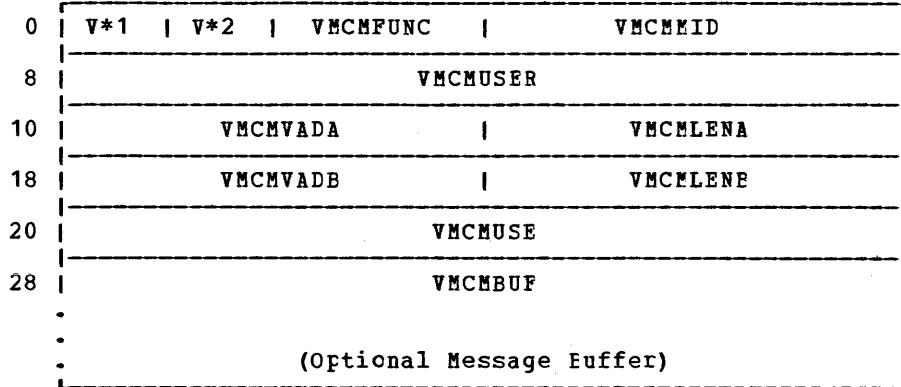 0 | V*1 | V*2 | VMCMFUNC | VMCMMID
8 | VMCMUSER
10 | VMCMVADA | VMCMLENA
18 | VMCMVADB | VMCMLENB
20 | VMCMUSE
28 | VMCMBUF
(Optional Message Buffer)